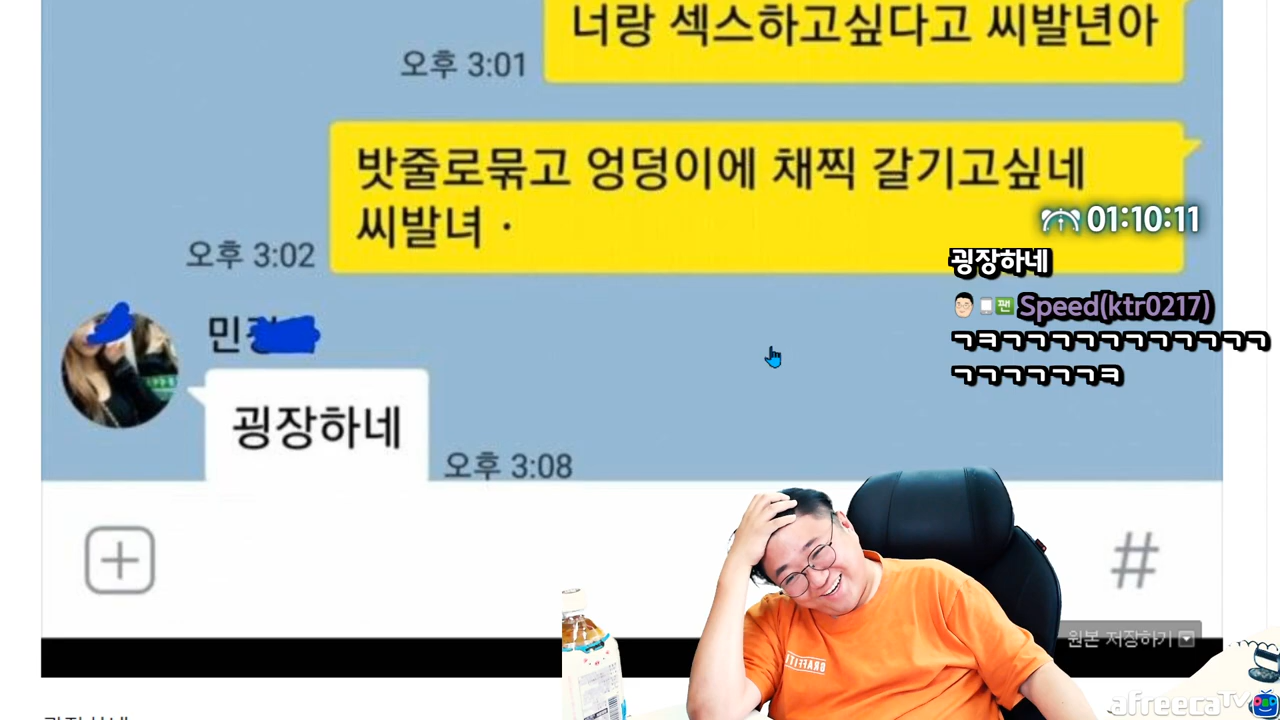 너랑 섹스하고싶다고 씨발년아
오후 3:01
밧줄로묶고 엉덩이에 채찍 갈기고싶네
씨발녀 ·
오후 3:02
01:10:11
굉장하네
Speed(ktr0217)
ㄱㅋㄱㄱㄱㄱㄱㄱㄱㄱㄱㄱㄱ
ㄱㄱㄱㄱㄱㄱㅋ
민
굉장하네
오후 3:08
#
GRAFFITI
원본 저장하기
afreecaTV